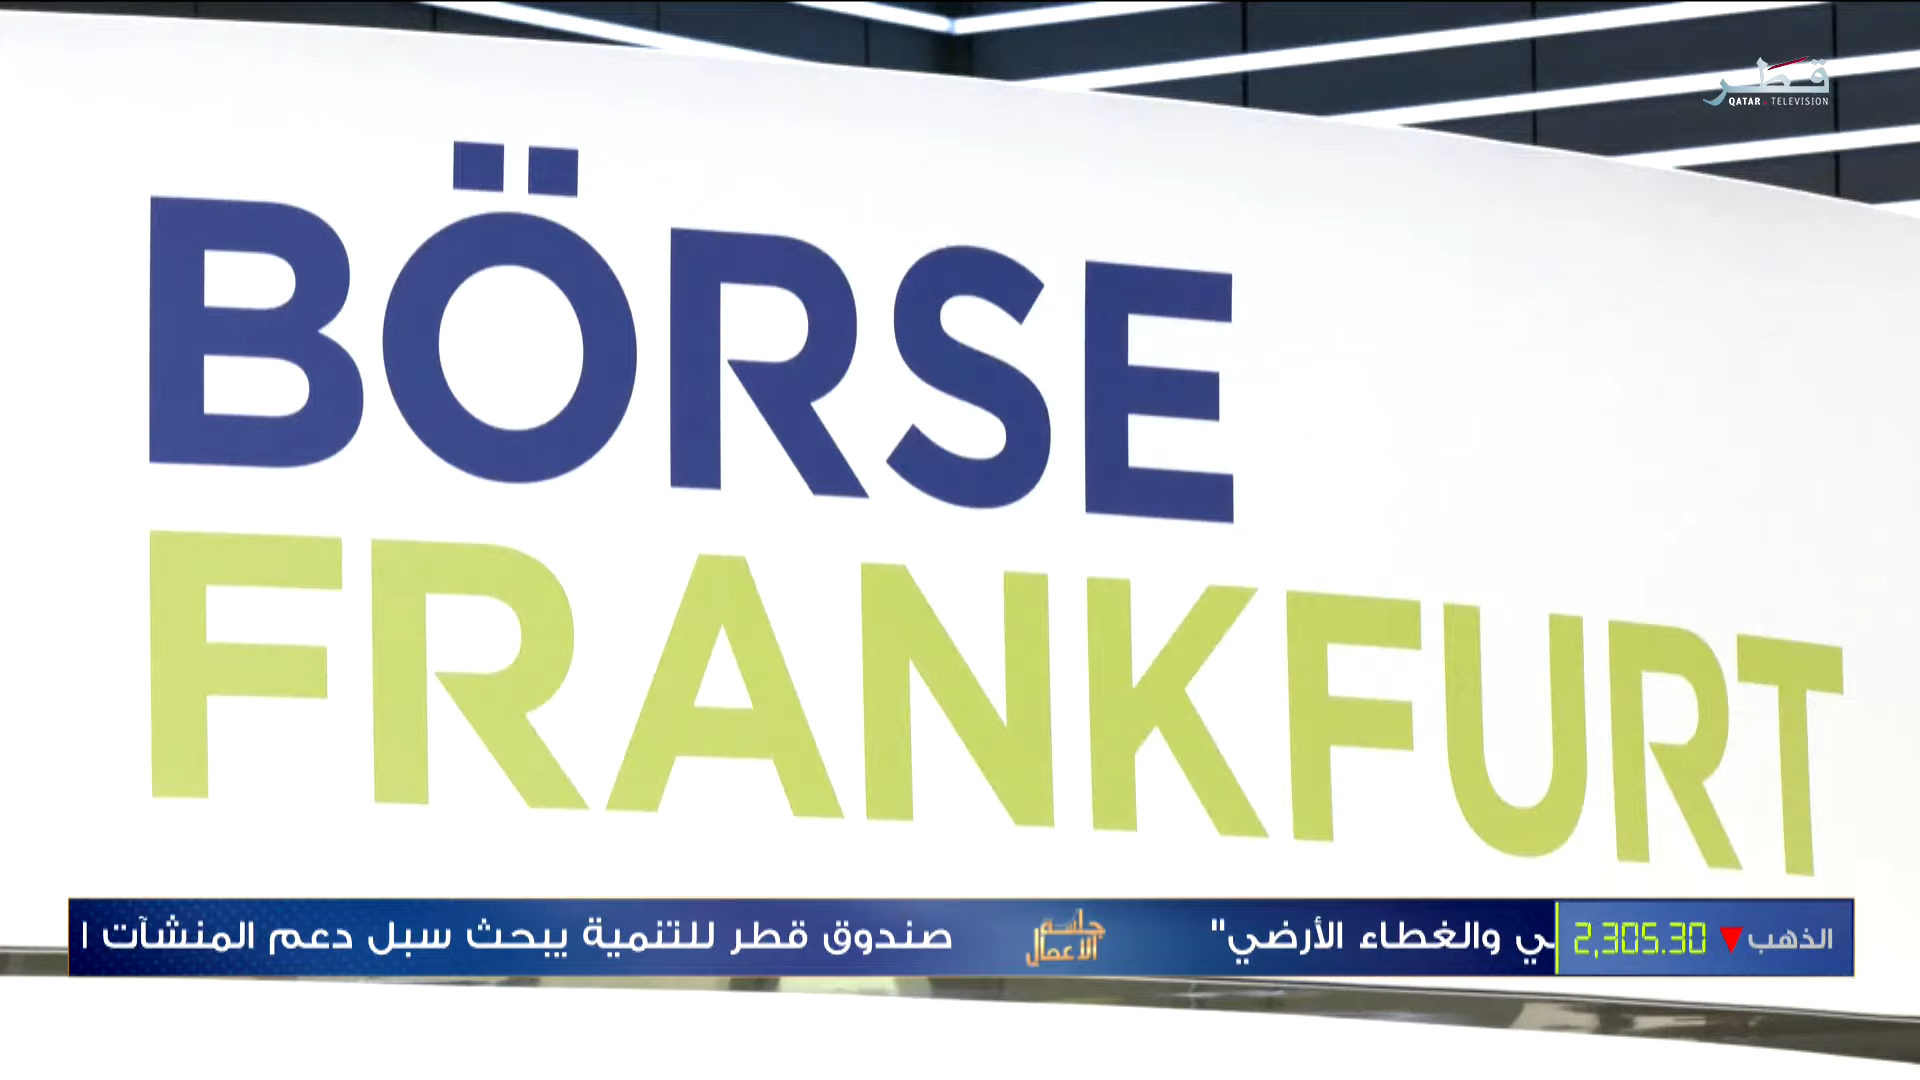 قطر
QATAR TELEVISION
BÖRSE
FRANKFURT
الذهب 2,305.30
ي والغطاء الأرضي" جلسة الأعمال صندوق قطر للتنمية يبحث سبل دعم المنشآت ا